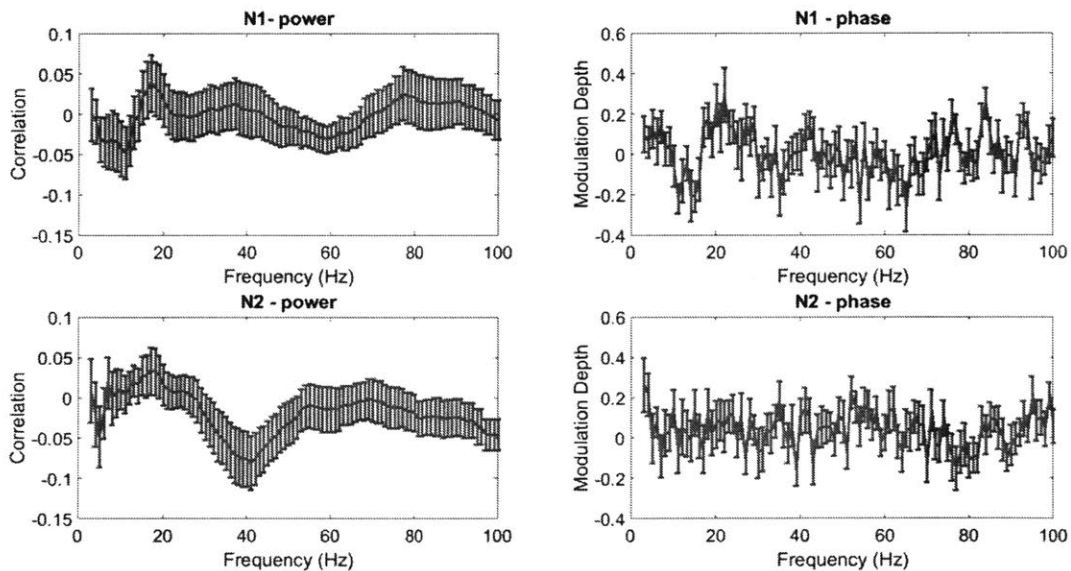 N1- power
0.1
0.05
0
-0.05
-0.1
-0.15
Correlation
0 20 40 60 80 100
Frequency (Hz)
N1 - phase
0.6
0.4
0.2
0
-0.2
0.4
Modulation Depth
0 20 40 60 80 100
Frequency (Hz)
N2 - power
0.1
0.05
0
-0.05
-0.1
-0.15
Correlation
0 20 40 60 80 100
Frequency (Hz)
N2 - phase
0.6
0.4
0.2
0
-0.2
-0.4
Modulation Depth
0 20 40 60 80 100
Frequency (Hz)